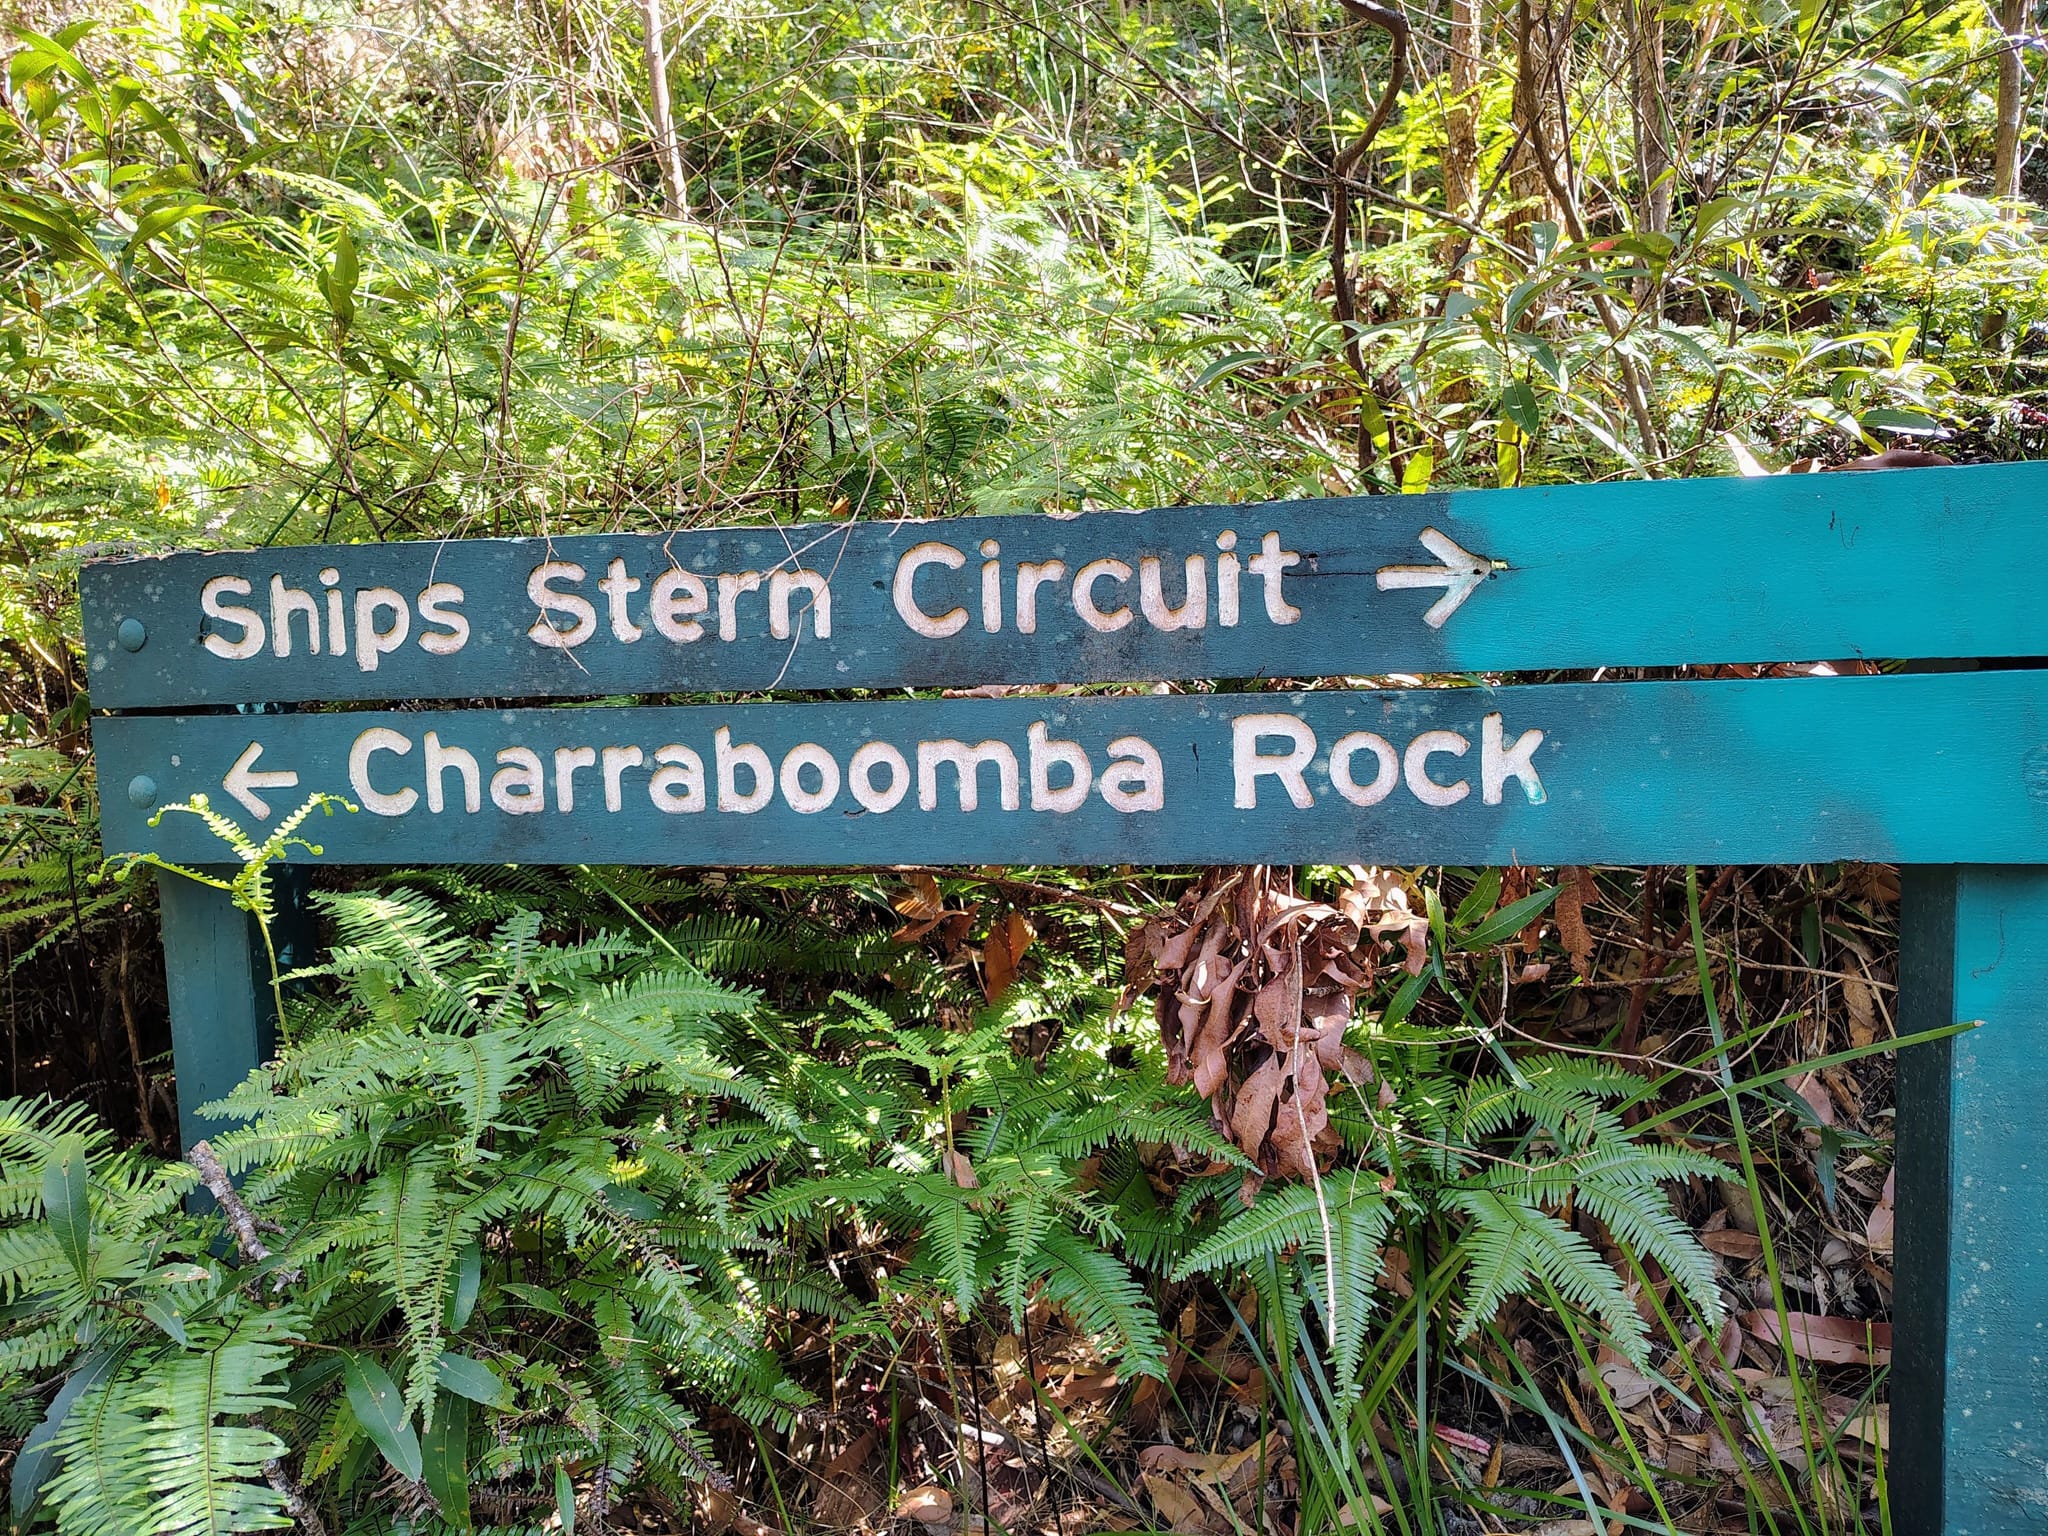 Ships Stern Circuit →
← Charraboomba Rock